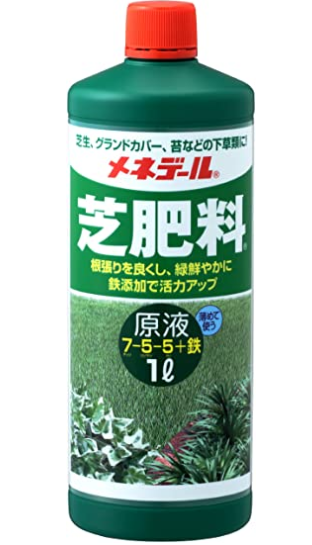 芝生、グランドカバー、苔などの下草類に!
メネデール®
芝肥料®
根張りを良くし、緑鮮やかに
鉄添加で活力アップ
原液
薄めて
使う
7-5-5+鉄
1ℓ